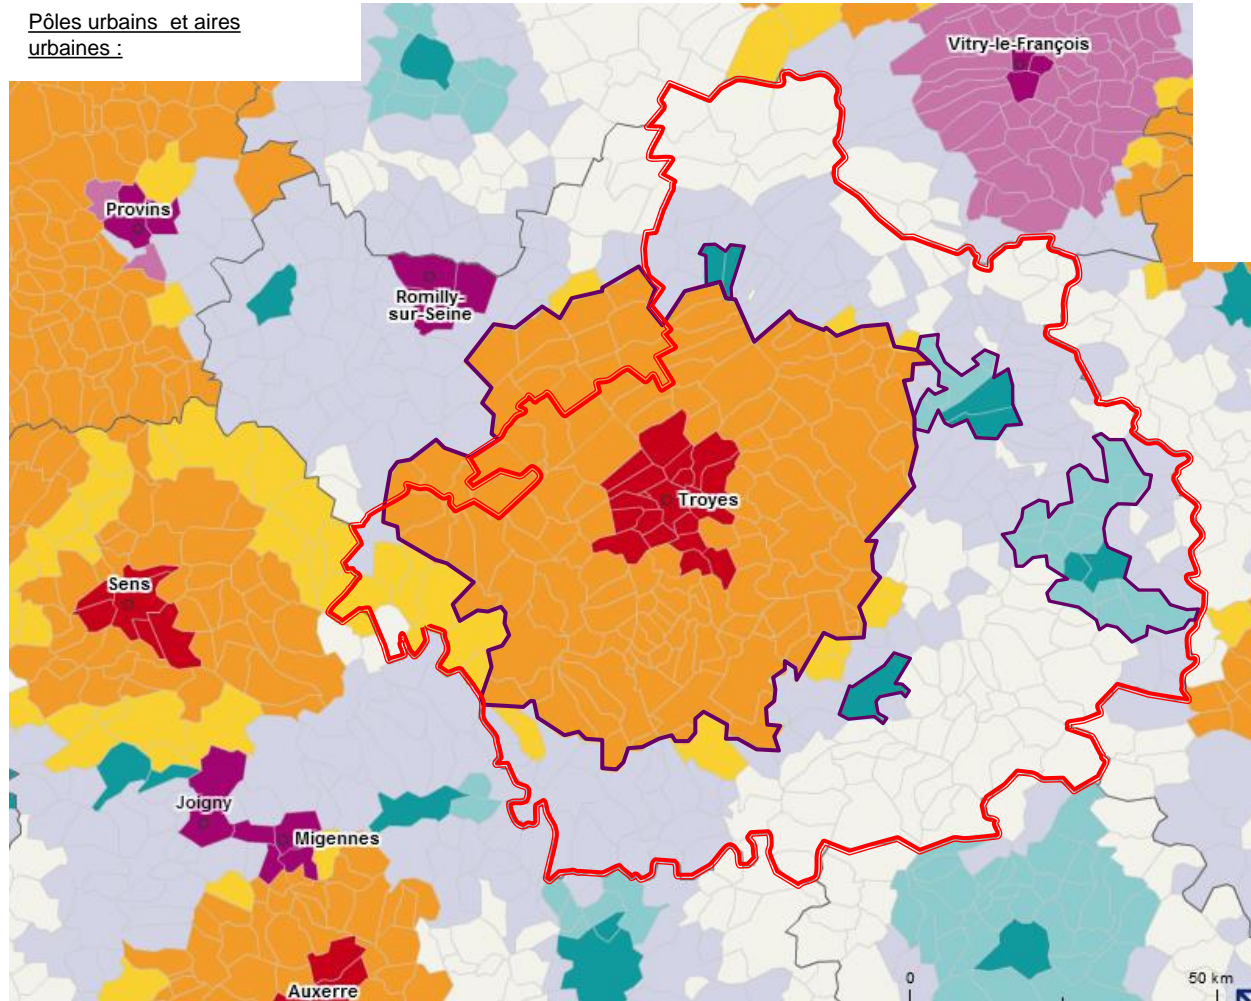 Pôles urbains et aires
urbaines :
Vitry-le-François
Provins
Romilly-
sur-Seine
Troyes
Sens
Joigny
Migennes
Auxerre
0
50 km